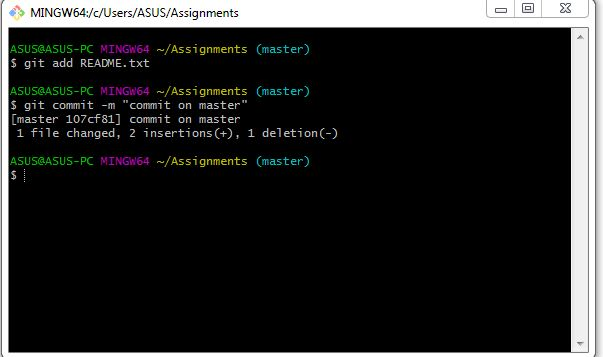 MINGW64:/c/Users/ASUS/Assignments
ASUS@ASUS-PC MINGW64 ~/Assignments (master)
$ git add README.txt
ASUS@ASUS-PC MINGW64 ~/Assignments (master)
$ git commit -m "commit on master"
[master 107cf81] commit on master
 1 file changed, 2 insertions(+), 1 deletion(-)
ASUS@ASUS-PC MINGW64 ~/Assignments (master)
$